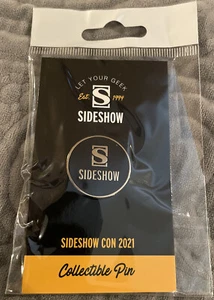 LET YOUR GEEK
Est. 1994
S
SIDESHOW
S
SIDESHOW
SIDESHOW CON 2021
Collectible Pin